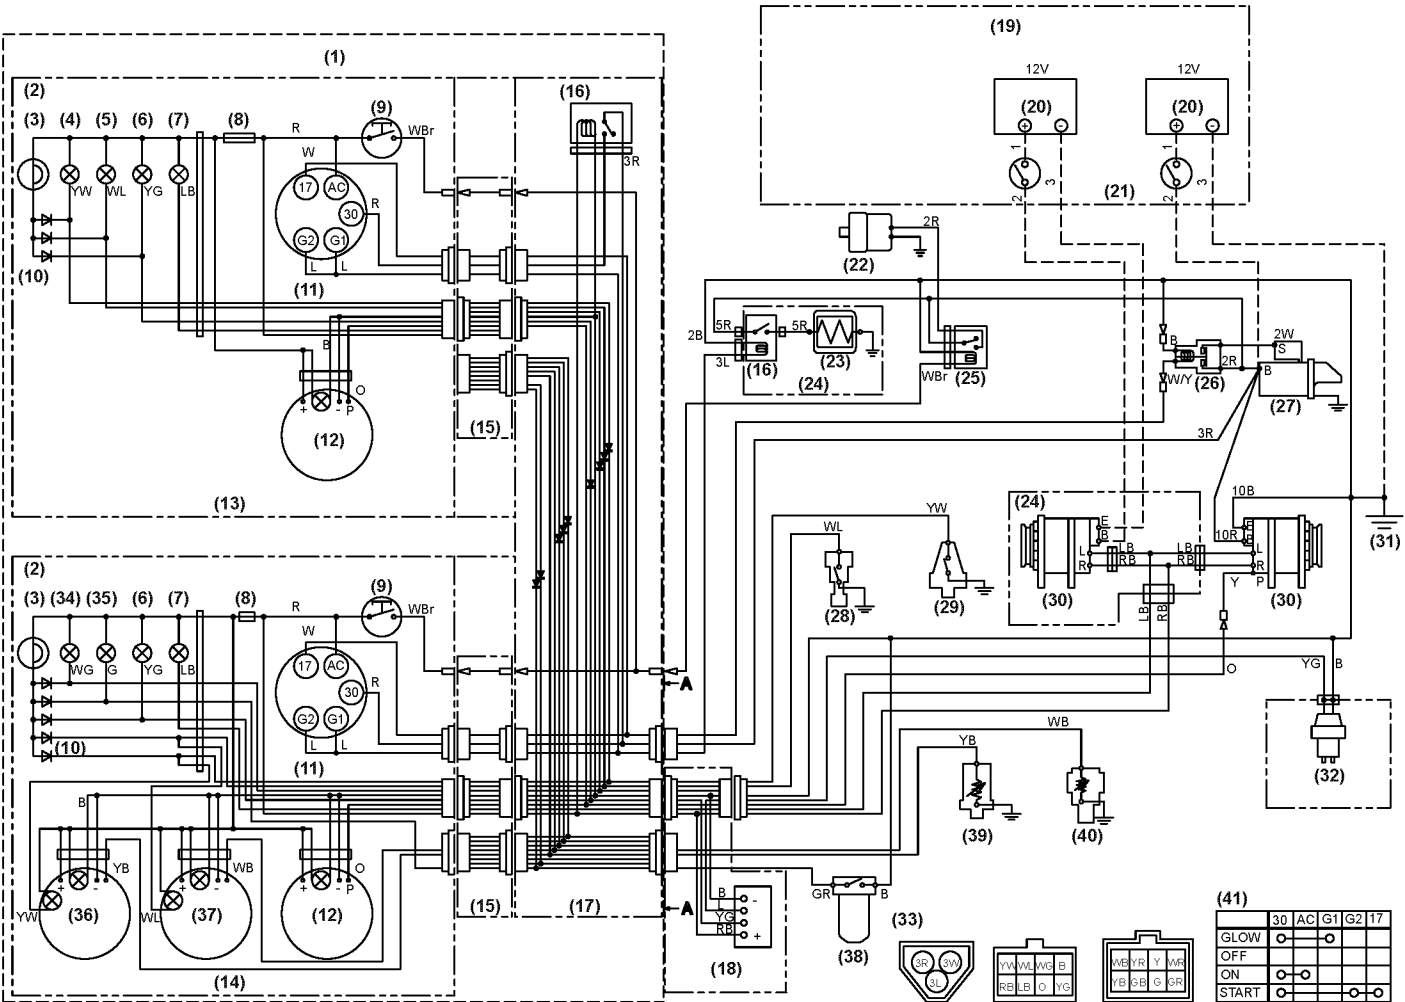 (1)
(19)
12V
12V
(20)
(20)
+
-
+
-
1
2
3
1
2
3
(21)
(2)
(3)
(4)
(5)
(6)
(7)
(8)
(9)
(16)
R
WBr
W
3R
YW
WL
YG
LB
17
AC
R
30
G2
G1
L
L
(10)
(11)
B
O
+
-
P
(12)
(13)
(15)
2R
(22)
5R
5R
2B
3L
(16)
(23)
(24)
WBr
(25)
B
W/Y
2R
(26)
2W
S
B
(27)
3R
(2)
(3)
(34)
(35)
(6)
(7)
(8)
(9)
R
WBr
W
WG
G
YG
LB
17
AC
R
30
G2
G1
L
L
(10)
(11)
B
YB
WB
O
+
-
+
-
+
-
P
YW
WL
(36)
(37)
(12)
(14)
(15)
(17)
A
A
WL
(28)
YW
(29)
(24)
E
B
L
R
LB
RB
LB
RB
LB
RB
(30)
10B
10R
E
B
L
R
P
Y
(30)
(31)
O
YG
B
(32)
YB
(39)
WB
(40)
B
L
YG
RB
-
+
(18)
GR
B
(38)
(33)
3R
3W
3L
YW WL WG B
RB LB O YG
WB YR Y WR
YB GB G GR
(41)
30 AC G1 G2 17
GLOW
OFF
ON
START